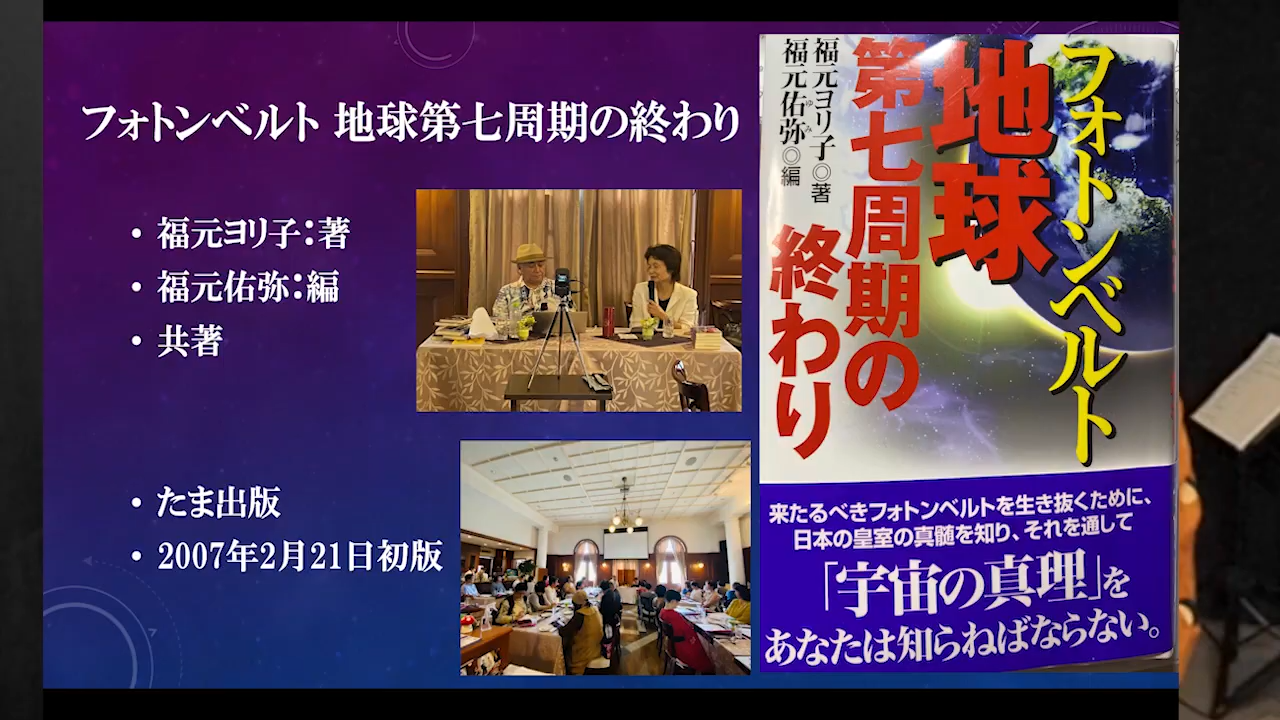 フォトンベルト 地球第七周期の終わり
• 福元ヨリ子：著
• 福元佑弥：編
• 共著
• たま出版
• 2007年2月21日初版
フォトンベルト
地球
第七周期の
終わり
福元ヨリ子◎著
福元佑弥◎編
ゆみ
来たるべきフォトンベルトを生き抜くために、
日本の皇室の真髄を知り、それを通して
「宇宙の真理」を
あなたは知らねばならない。